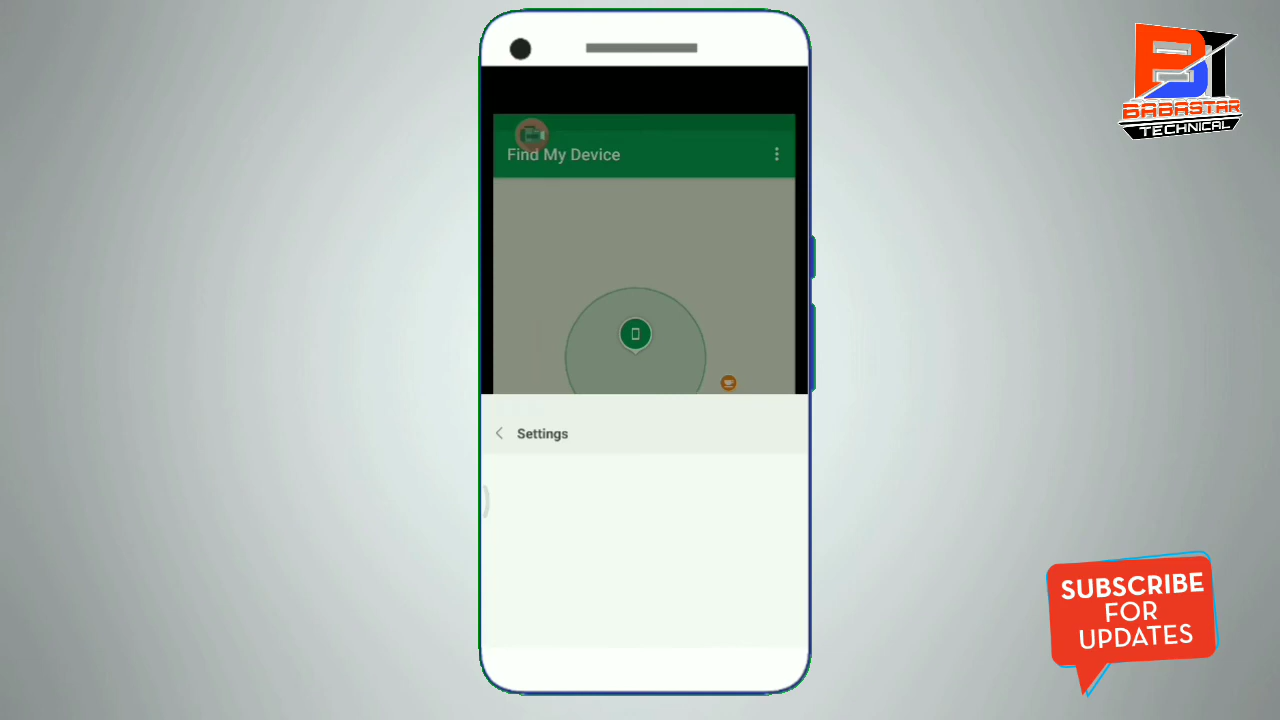 BABASTAR
TECHNICAL
Find My Device
Settings
SUBSCRIBE
FOR
UPDATES